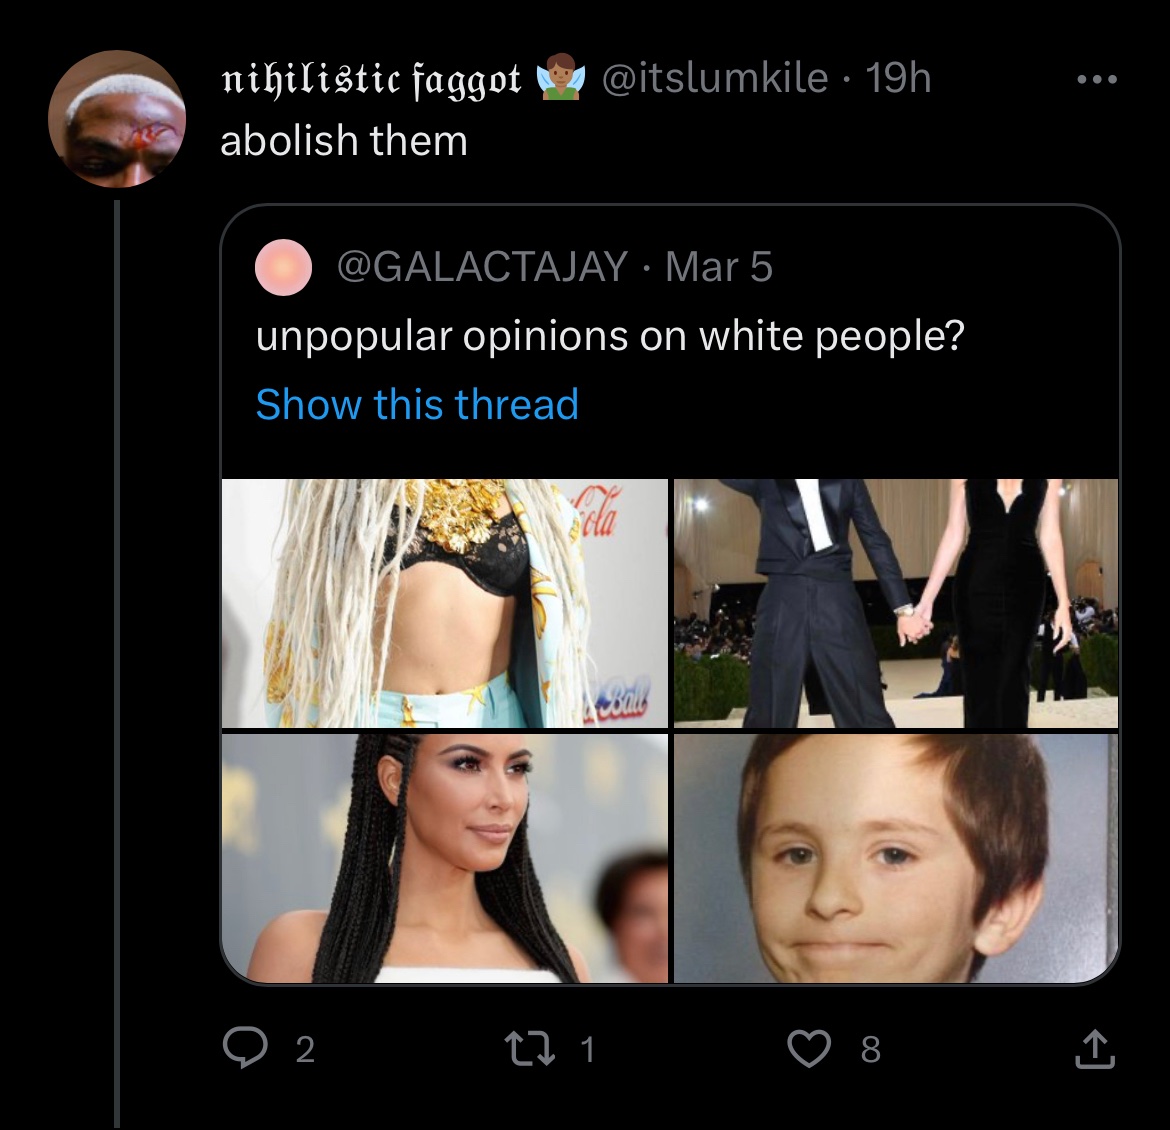 𝔫𝔦𝔥𝔦𝔩𝔦𝔰𝔱𝔦𝔠 𝔣𝔞𝔤𝔤𝔬𝔱 🧚🏾 @itslumkile · 19h
abolish them
@GALACTAJAY · Mar 5
unpopular opinions on white people?
Show this thread
Cola
Ball
2 1 8